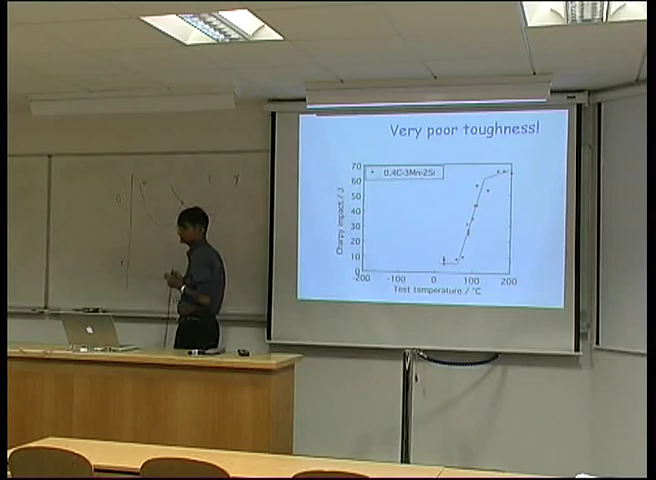 Very poor toughness!
0.4C-3Mn-2Si
70
60
50
40
30
20
10
0
Charpy impact / J
-200 -100 0 100 200
Test temperature / °C